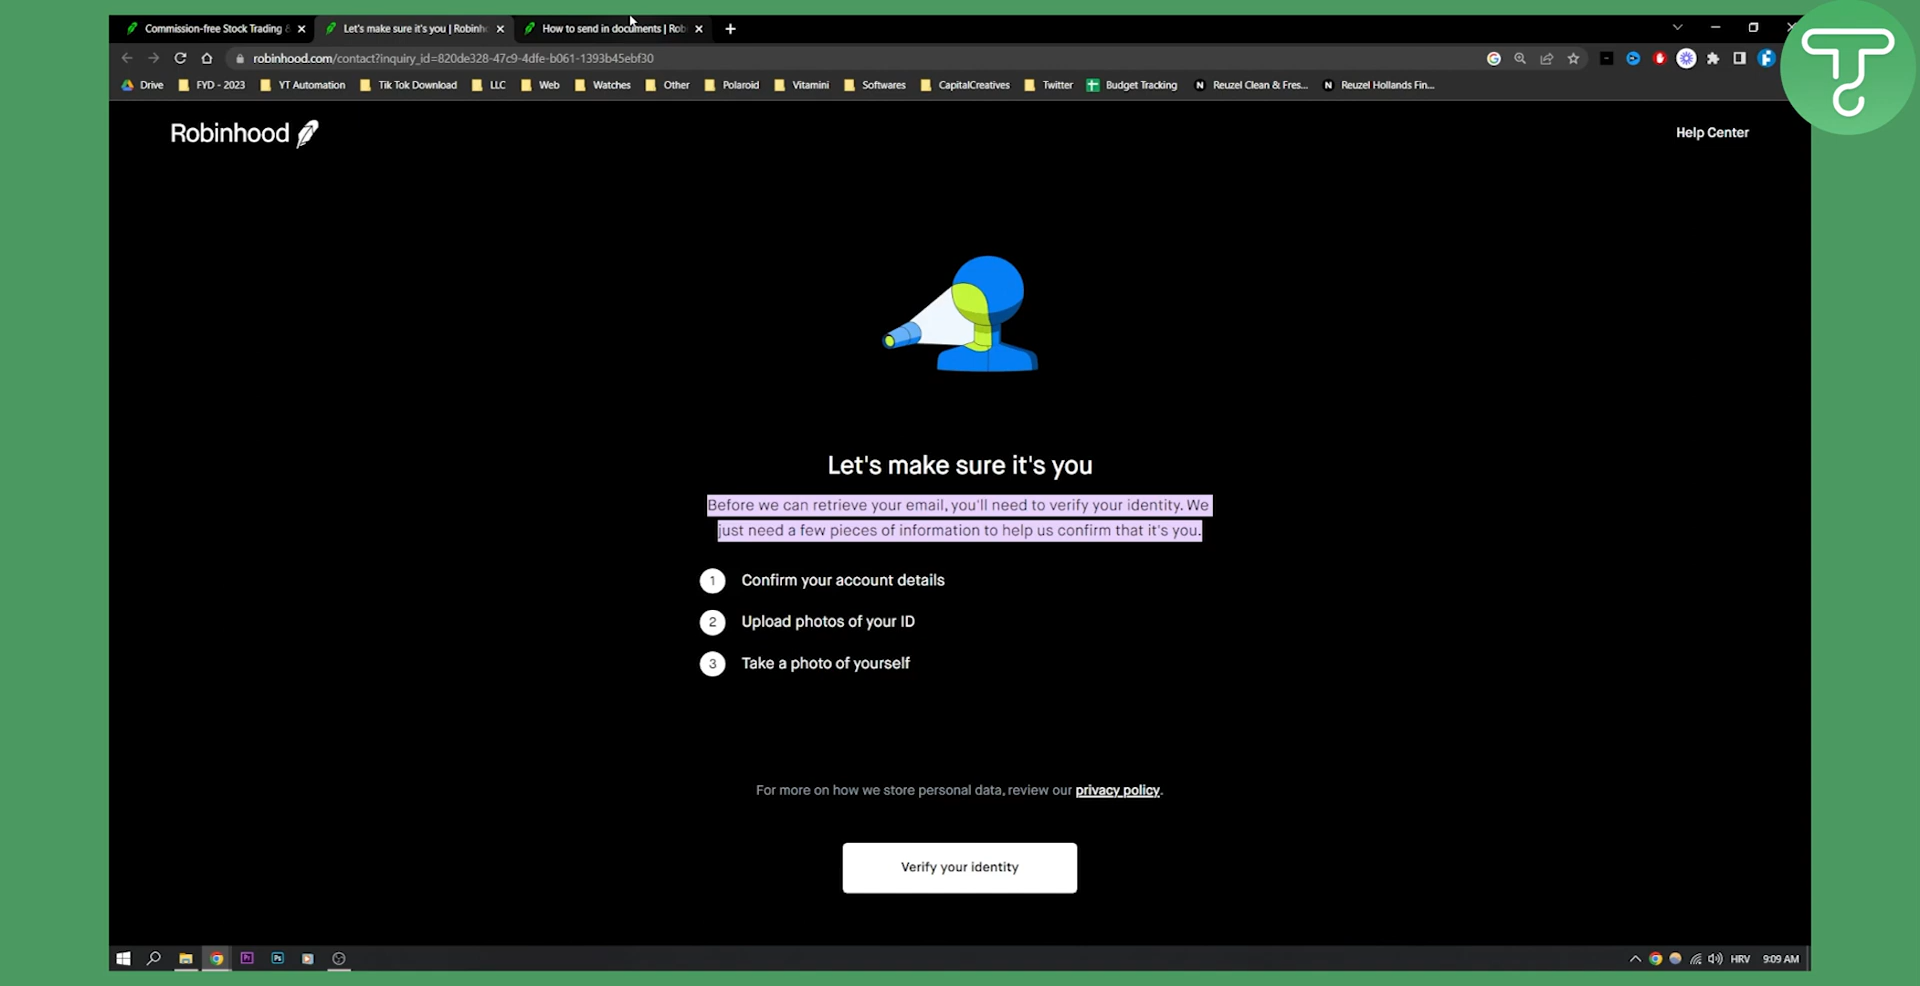 Commission-free Stock Trading &
Let's make sure it's you | Robinho
How to send in documents | Rob
robinhood.com/contact?inquiry_id=820de328-47c9-4dfe-b061-1393b45ebf30
Drive
FYD - 2023
YT Automation
Tik Tok Download
LLC
Web
Watches
Other
Polaroid
Vitamini
Softwares
CapitalCreatives
Twitter
Budget Tracking
Reuzel Clean & Fres...
Reuzel Hollands Fin...
Robinhood
Help Center
Let's make sure it's you
Before we can retrieve your email, you'll need to verify your identity. We
just need a few pieces of information to help us confirm that it's you.
1 Confirm your account details
2 Upload photos of your ID
3 Take a photo of yourself
For more on how we store personal data, review our privacy policy.
Verify your identity
Pr
Ps
HRV
9:09 AM